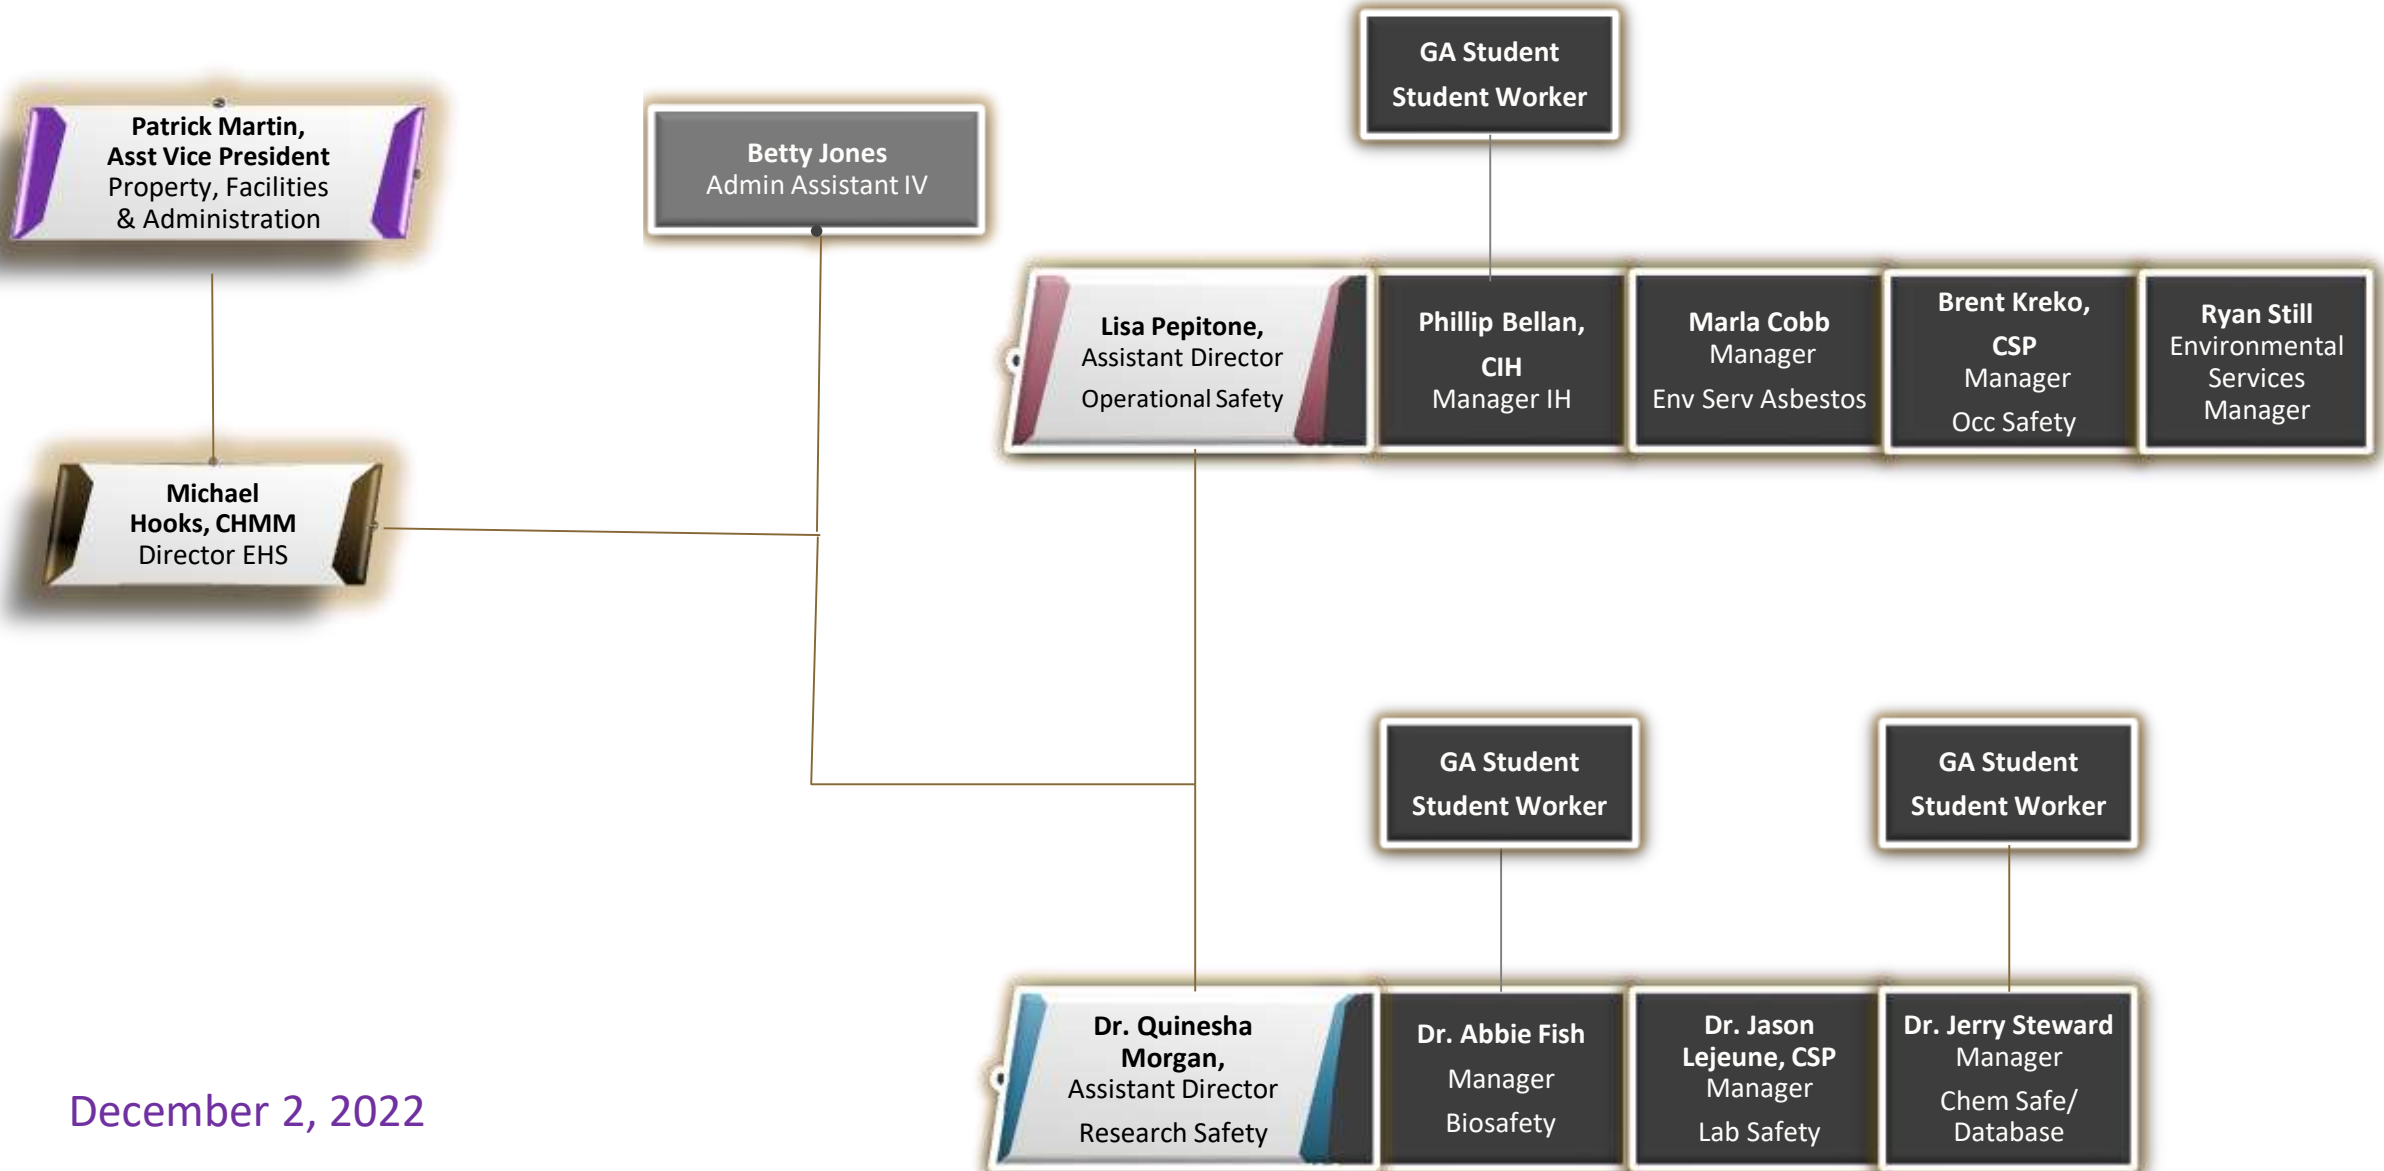 GA Student
Student Worker
Patrick Martin,
Asst Vice President
Property, Facilities
& Administration
Betty Jones
Admin Assistant IV
Lisa Pepitone,
Assistant Director
Operational Safety
Phillip Bellan,
CIH
Manager IH
Marla Cobb
Manager
Env Serv Asbestos
Brent Kreko,
CSP
Manager
Occ Safety
Ryan Still
Environmental
Services
Manager
Michael
Hooks, CHMM
Director EHS
GA Student
Student Worker
GA Student
Student Worker
Dr. Quinesha
Morgan,
Assistant Director
Research Safety
Dr. Abbie Fish
Manager
Biosafety
Dr. Jason
Lejeune, CSP
Manager
Lab Safety
Dr. Jerry Steward
Manager
Chem Safe/
Database
December 2, 2022